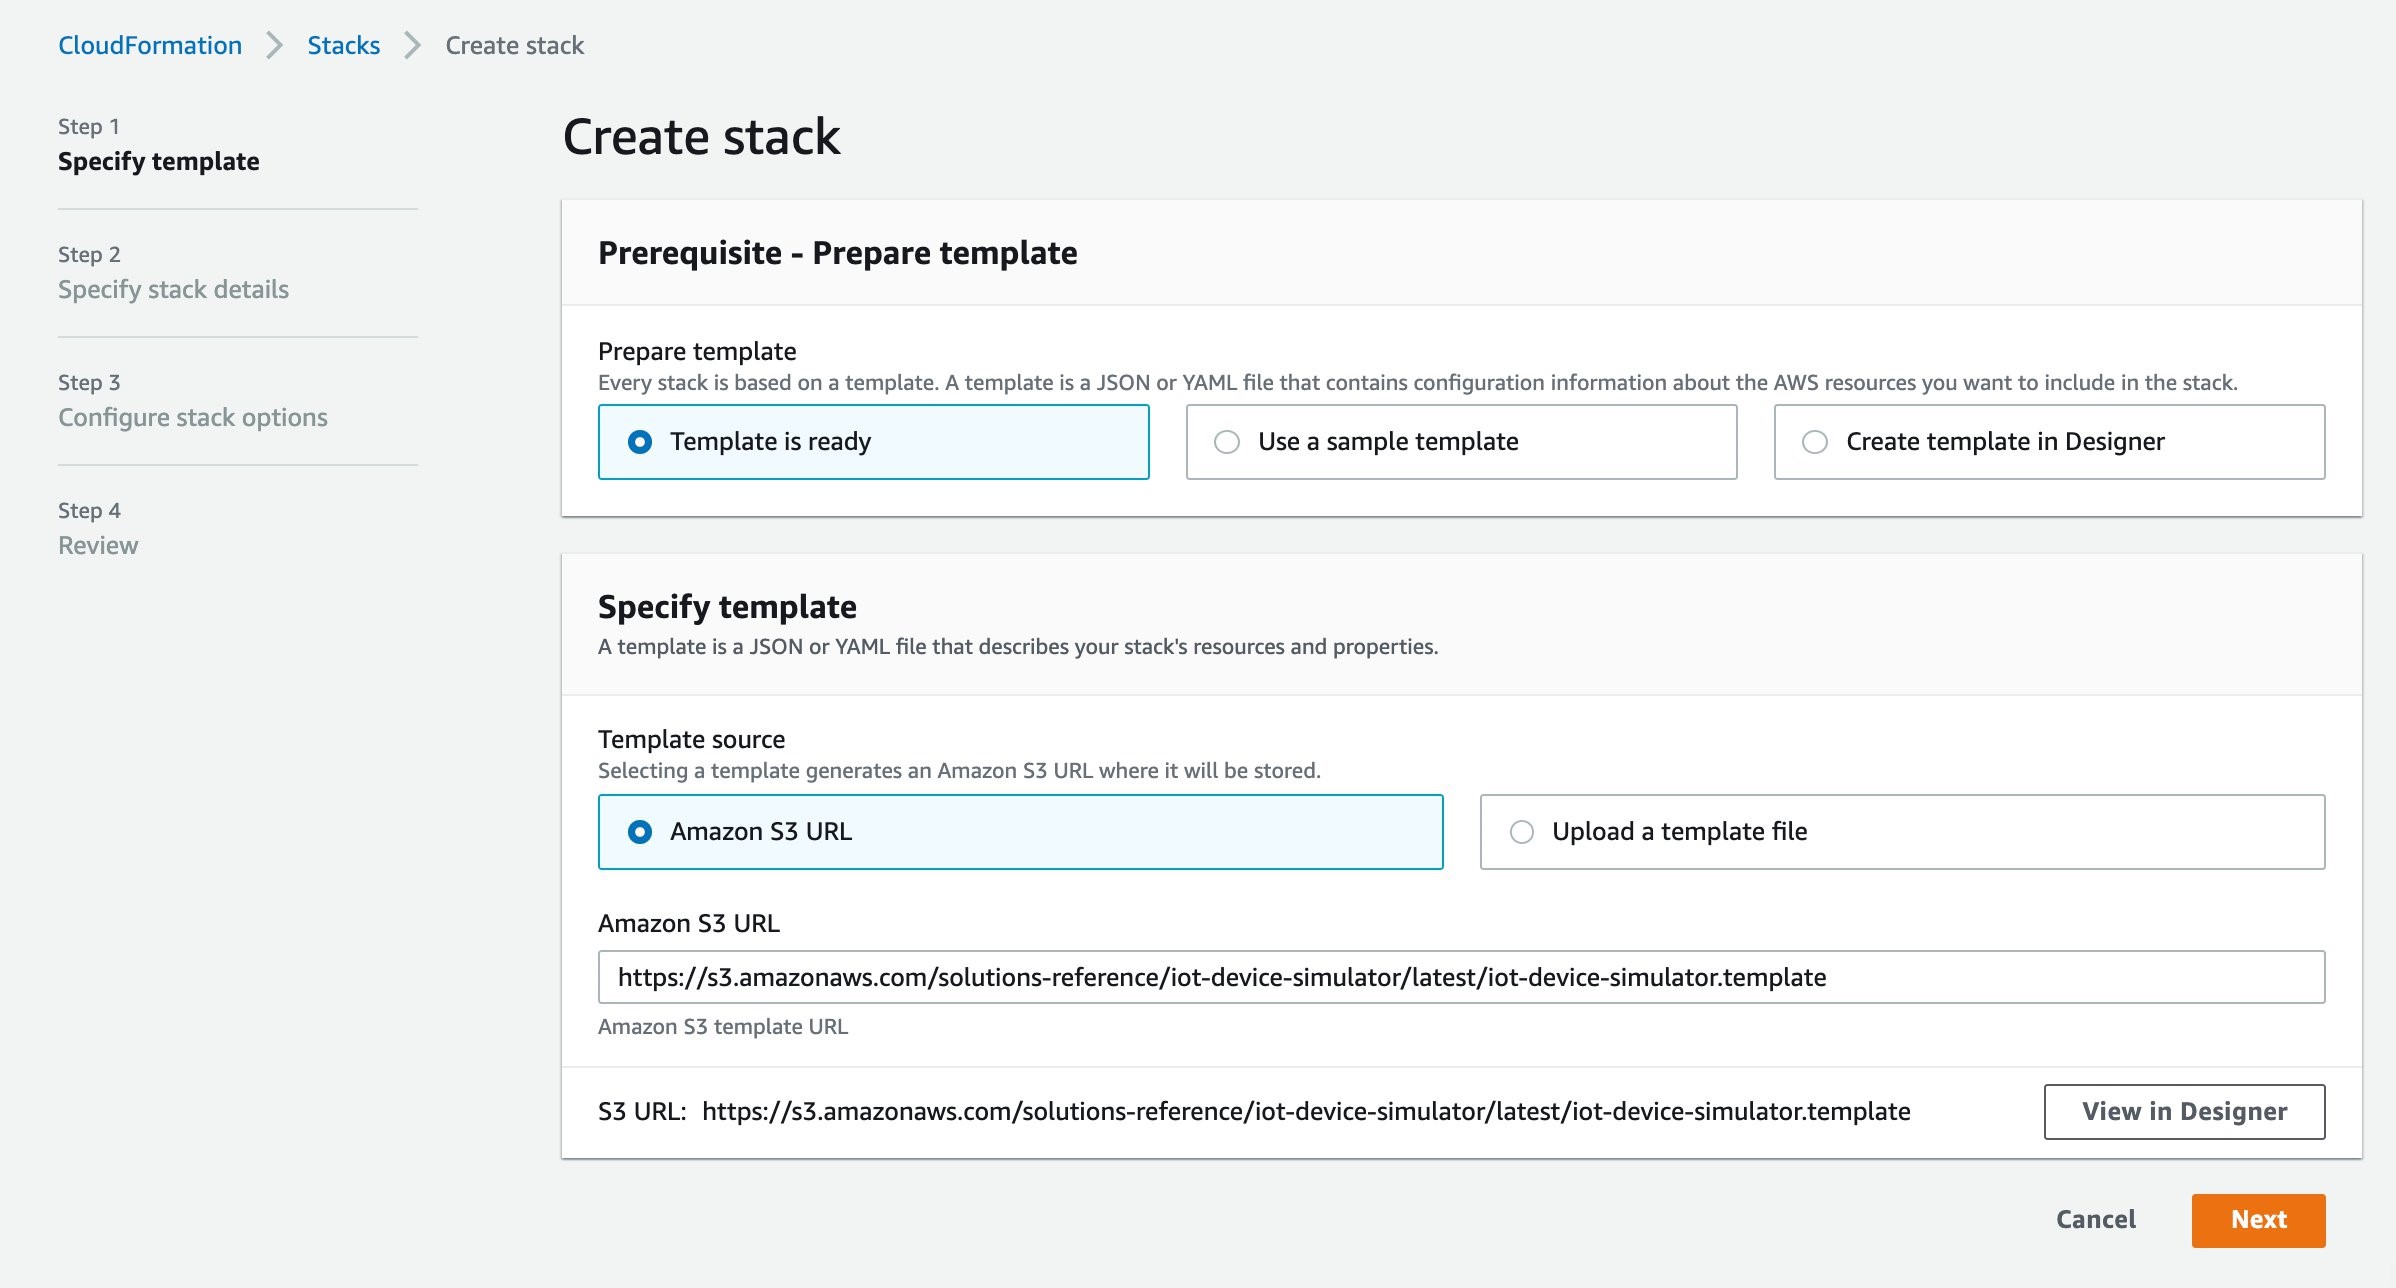 CloudFormation > Stacks > Create stack
Step 1
Specify template
Step 2
Specify stack details
Step 3
Configure stack options
Step 4
Review
Create stack
Prerequisite - Prepare template
Prepare template
Every stack is based on a template. A template is a JSON or YAML file that contains configuration information about the AWS resources you want to include in the stack.
Template is ready
Use a sample template
Create template in Designer
Specify template
A template is a JSON or YAML file that describes your stack's resources and properties.
Template source
Selecting a template generates an Amazon S3 URL where it will be stored.
Amazon S3 URL
Upload a template file
Amazon S3 URL
https://s3.amazonaws.com/solutions-reference/iot-device-simulator/latest/iot-device-simulator.template
Amazon S3 template URL
S3 URL: https://s3.amazonaws.com/solutions-reference/iot-device-simulator/latest/iot-device-simulator.template
View in Designer
Cancel
Next